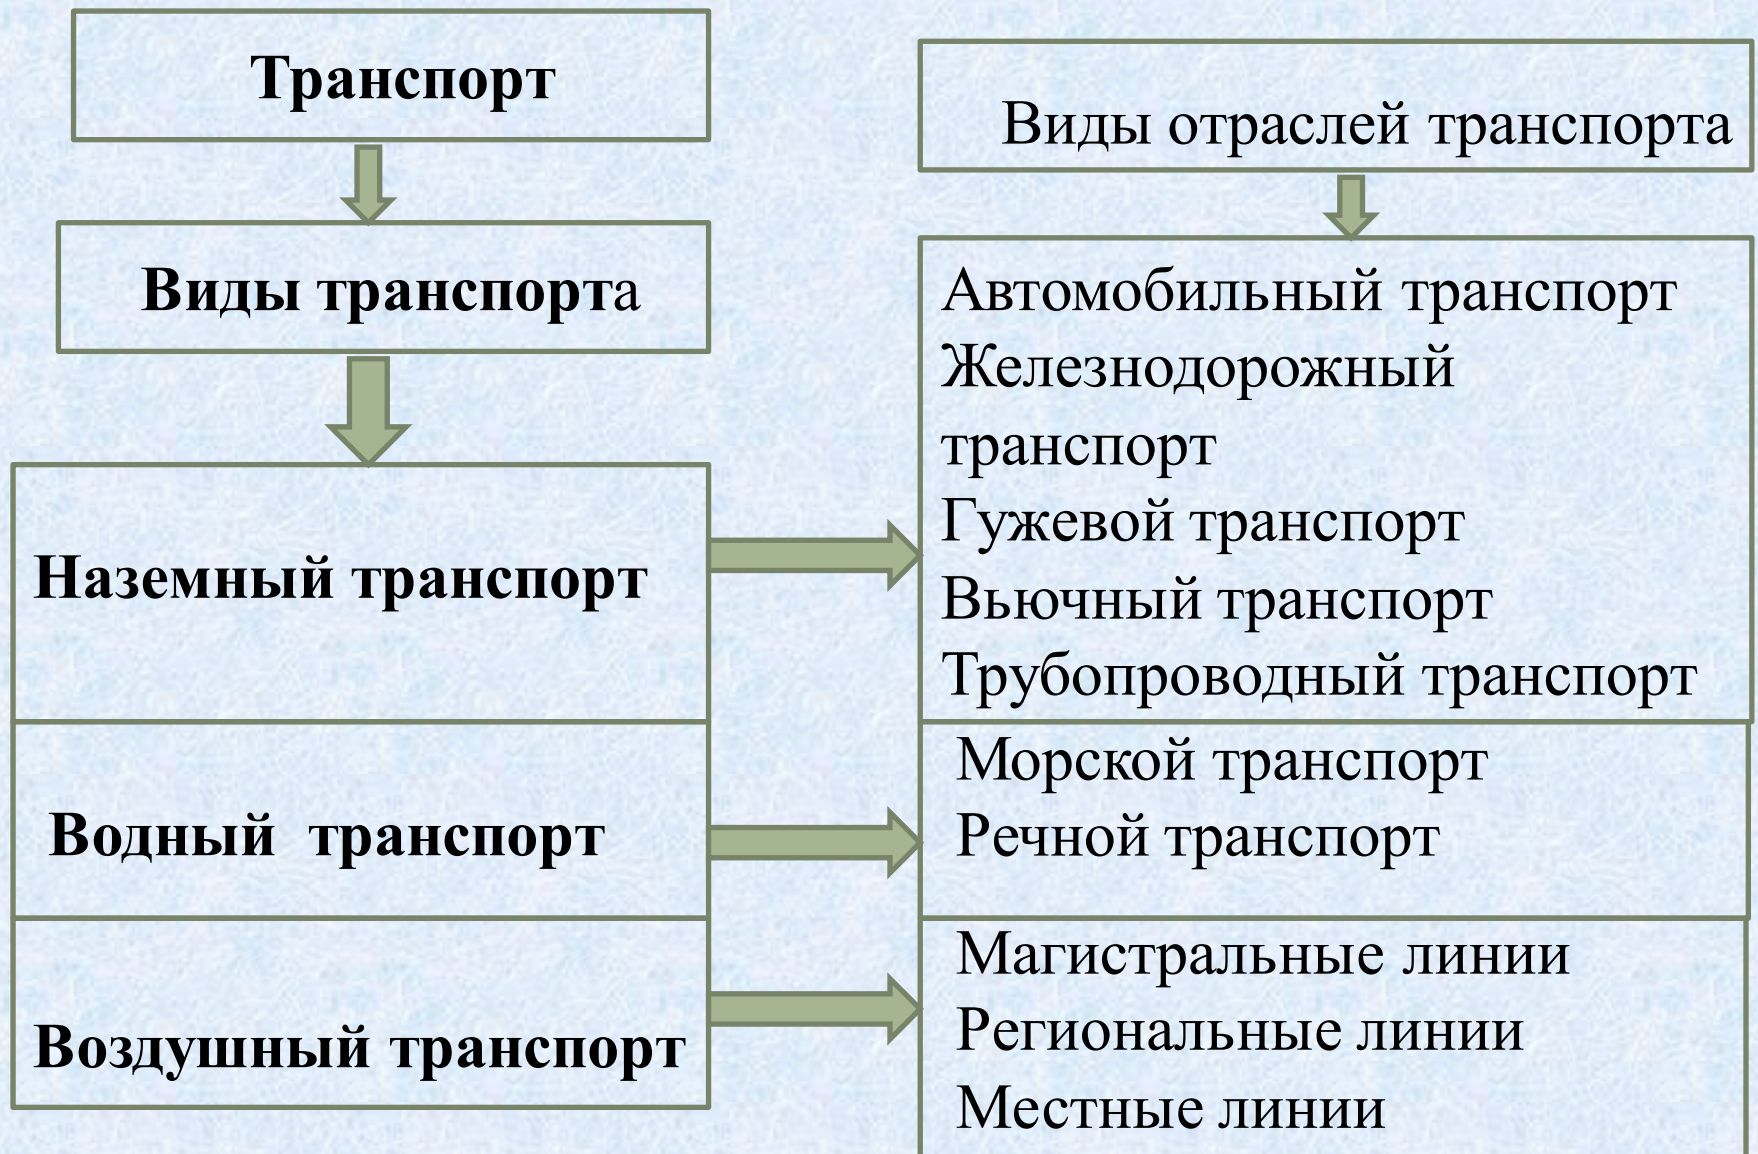 Транспорт
Виды транспорта
Наземный транспорт
Водный транспорт
Воздушный транспорт
Виды отраслей транспорта
Автомобильный транспорт
Железнодорожный
транспорт
Гужевой транспорт
Вьючный транспорт
Трубопроводный транспорт
Морской транспорт
Речной транспорт
Магистральные линии
Региональные линии
Местные линии